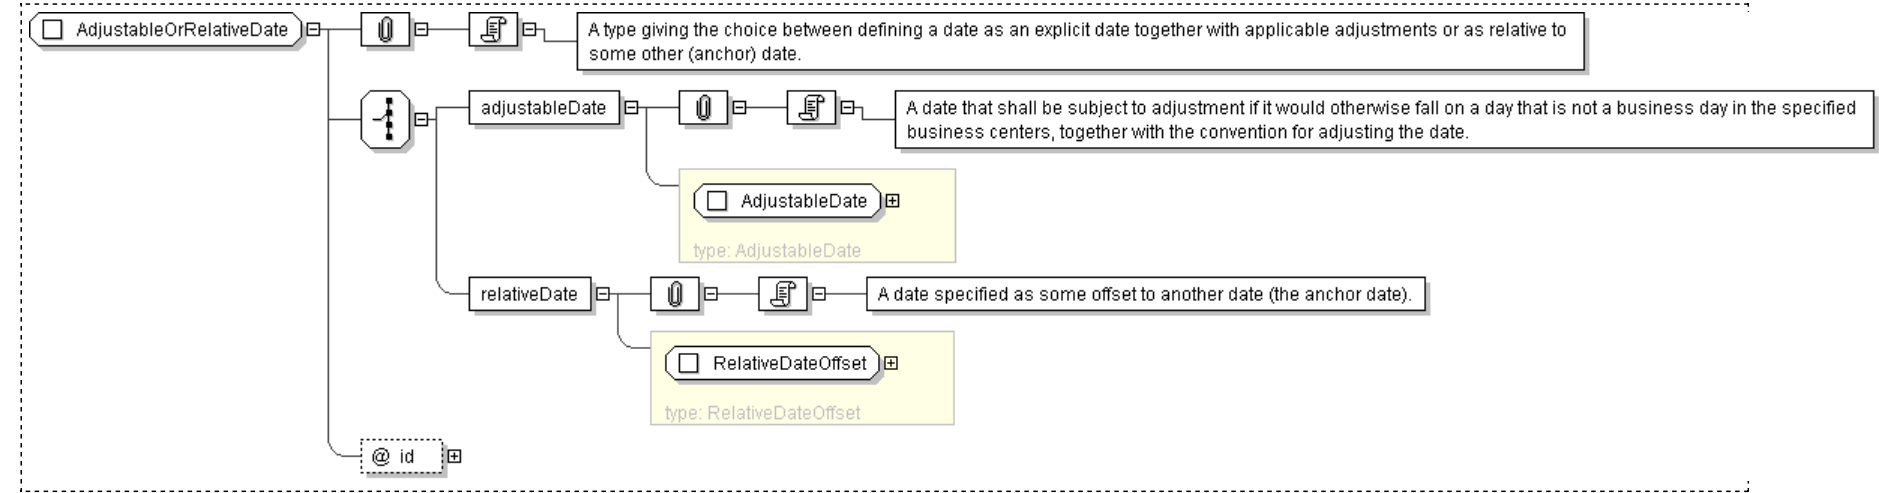 AdjustableOrRelativeDate
A type giving the choice between defining a date as an explicit date together with applicable adjustments or as relative to
some other (anchor) date.
adjustableDate
A date that shall be subject to adjustment if it would otherwise fall on a day that is not a business day in the specified
business centers, together with the convention for adjusting the date.
AdjustableDate
type: AdjustableDate
relativeDate
A date specified as some offset to another date (the anchor date).
RelativeDateOffset
type: RelativeDateOffset
@ id